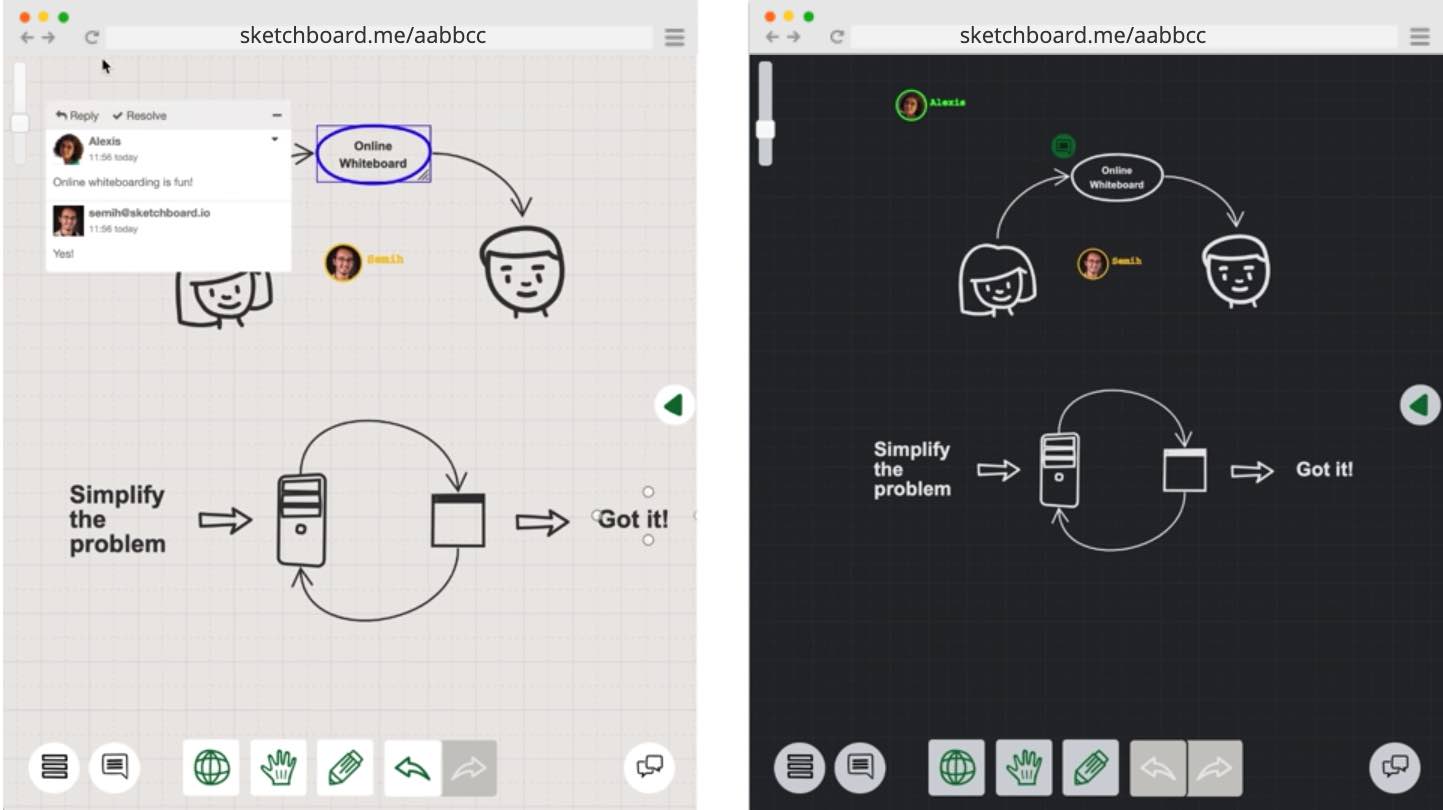 sketchboard.me/aabbcc
Reply Resolve
Alexis
11:56 today
Online whiteboarding is fun!
semih@sketchboard.io
11:56 today
Yes!
Online
Whiteboard
Semih
Simplify
the
problem
Got it!
sketchboard.me/aabbcc
Alexis
Online
Whiteboard
Semih
Simplify
the
problem
Got it!